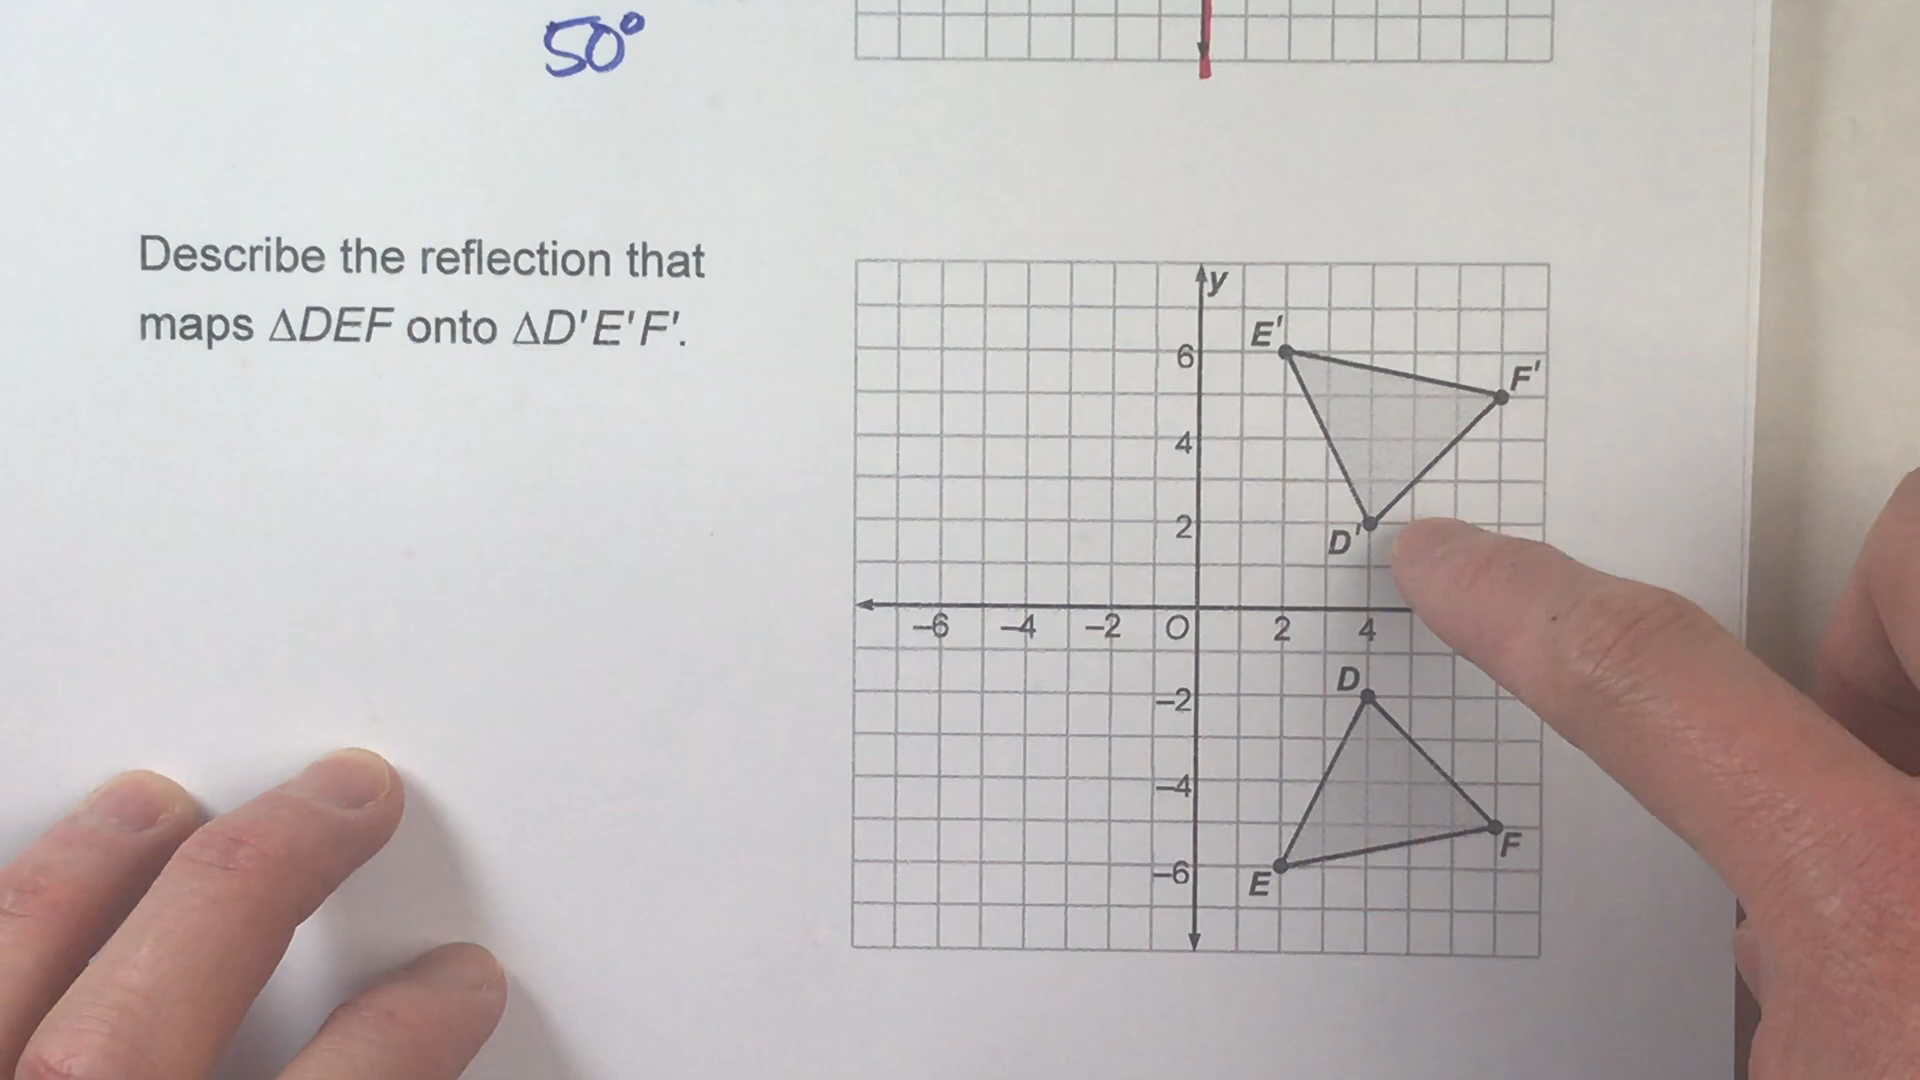 50°
Describe the reflection that
maps ΔDEF onto ΔD'E'F'.
y
E'
6
F'
4
2
D'
–6 –4 –2 O 2 4
D
–2
–4
F
–6
E